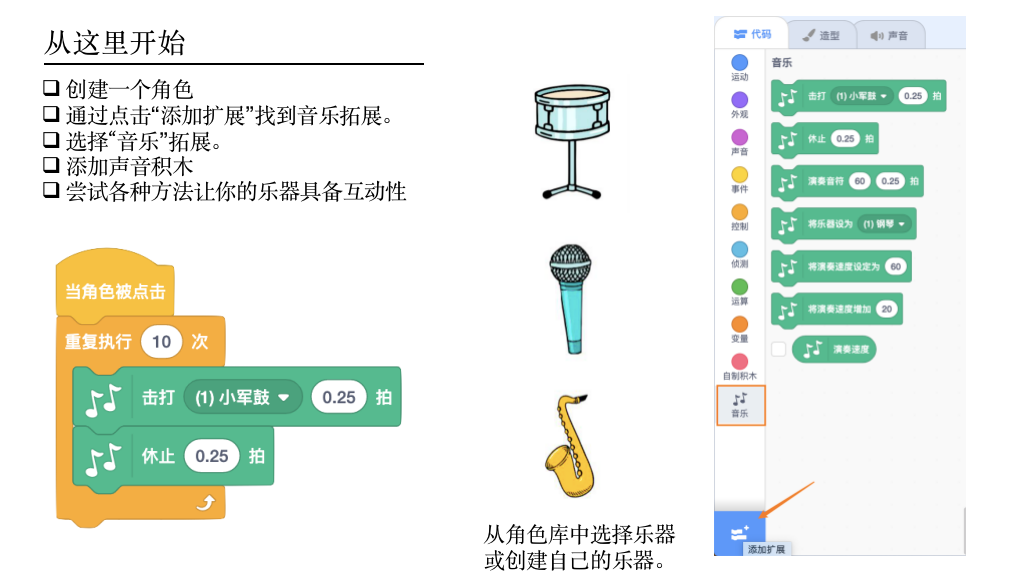 从这里开始
❑ 创建一个角色
❑ 通过点击“添加扩展”找到音乐拓展。
❑ 选择“音乐”拓展。
❑ 添加声音积木
❑ 尝试各种方法让你的乐器具备互动性
当角色被点击
重复执行 10 次
击打 (1) 小军鼓 0.25 拍
休止 0.25 拍
从角色库中选择乐器
或创建自己的乐器。
代码 造型 声音
运动
外观
声音
事件
控制
侦测
运算
变量
自制积木
音乐
添加扩展
音乐
击打 (1) 小军鼓 0.25 拍
休止 0.25 拍
演奏音符 60 0.25 拍
将乐器设为 (1) 钢琴
将演奏速度设定为 60
将演奏速度增加 20
演奏速度